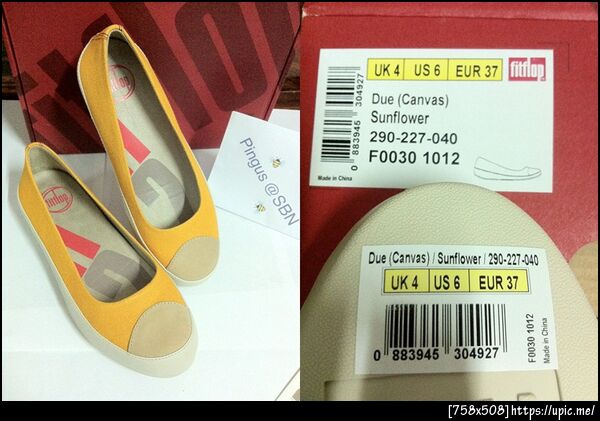 fitflop
fitflop
fitflop
Pingus @SBN
UK 4 US 6 EUR 37 fitflop
Due (Canvas)
Sunflower
290-227-040
F0030 1012
Made in China
0 883945 304927
Due (Canvas) / Sunflower / 290-227-040
UK 4 US 6 EUR 37
0 883945 304927
F0030 1012
Made in China
[758x508]https://upic.me/